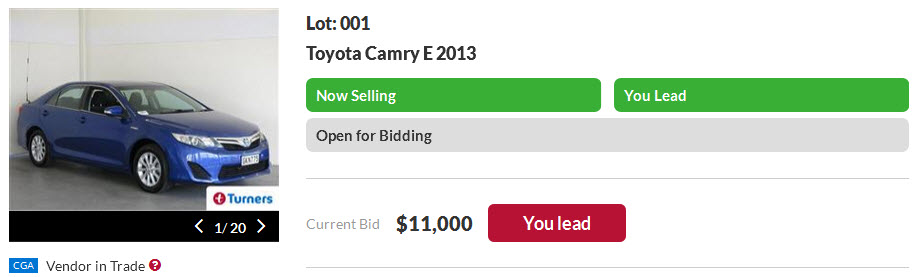 Lot: 001
Toyota Camry E 2013
Now Selling
You Lead
Open for Bidding
Turners
1/ 20
Current Bid $11,000 You lead
CGA Vendor in Trade ?